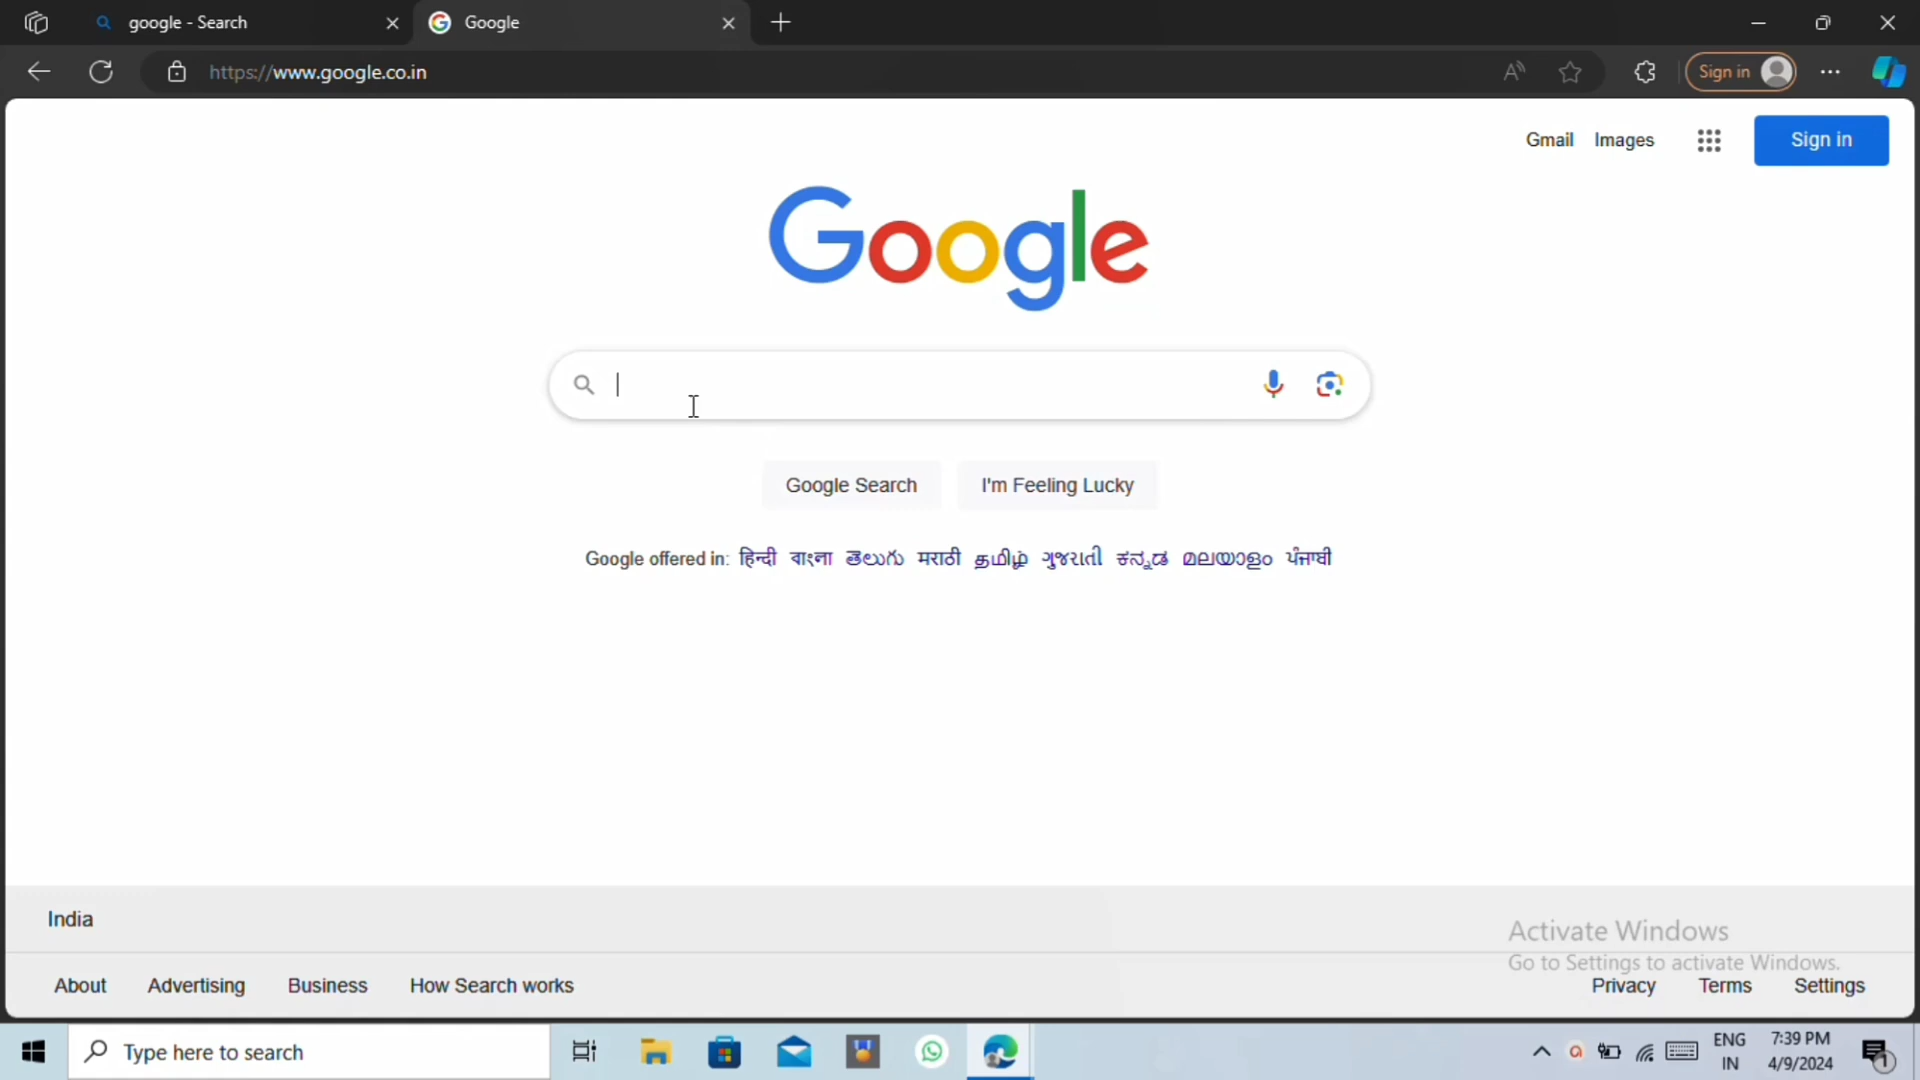 google - Search
Google
https://www.google.co.in
Sign in
Gmail Images
Sign in
Google
Google Search
I'm Feeling Lucky
Google offered in: हिन्दी বাংলা తెలుగు मराठी தமிழ் ગુજરાતી ಕನ್ನಡ മലയാളം ਪੰਜਾਬੀ
India
Activate Windows
Go to Settings to activate Windows.
About Advertising Business How Search works
Privacy Terms Settings
Type here to search
ENG
IN
7:39 PM
4/9/2024
1